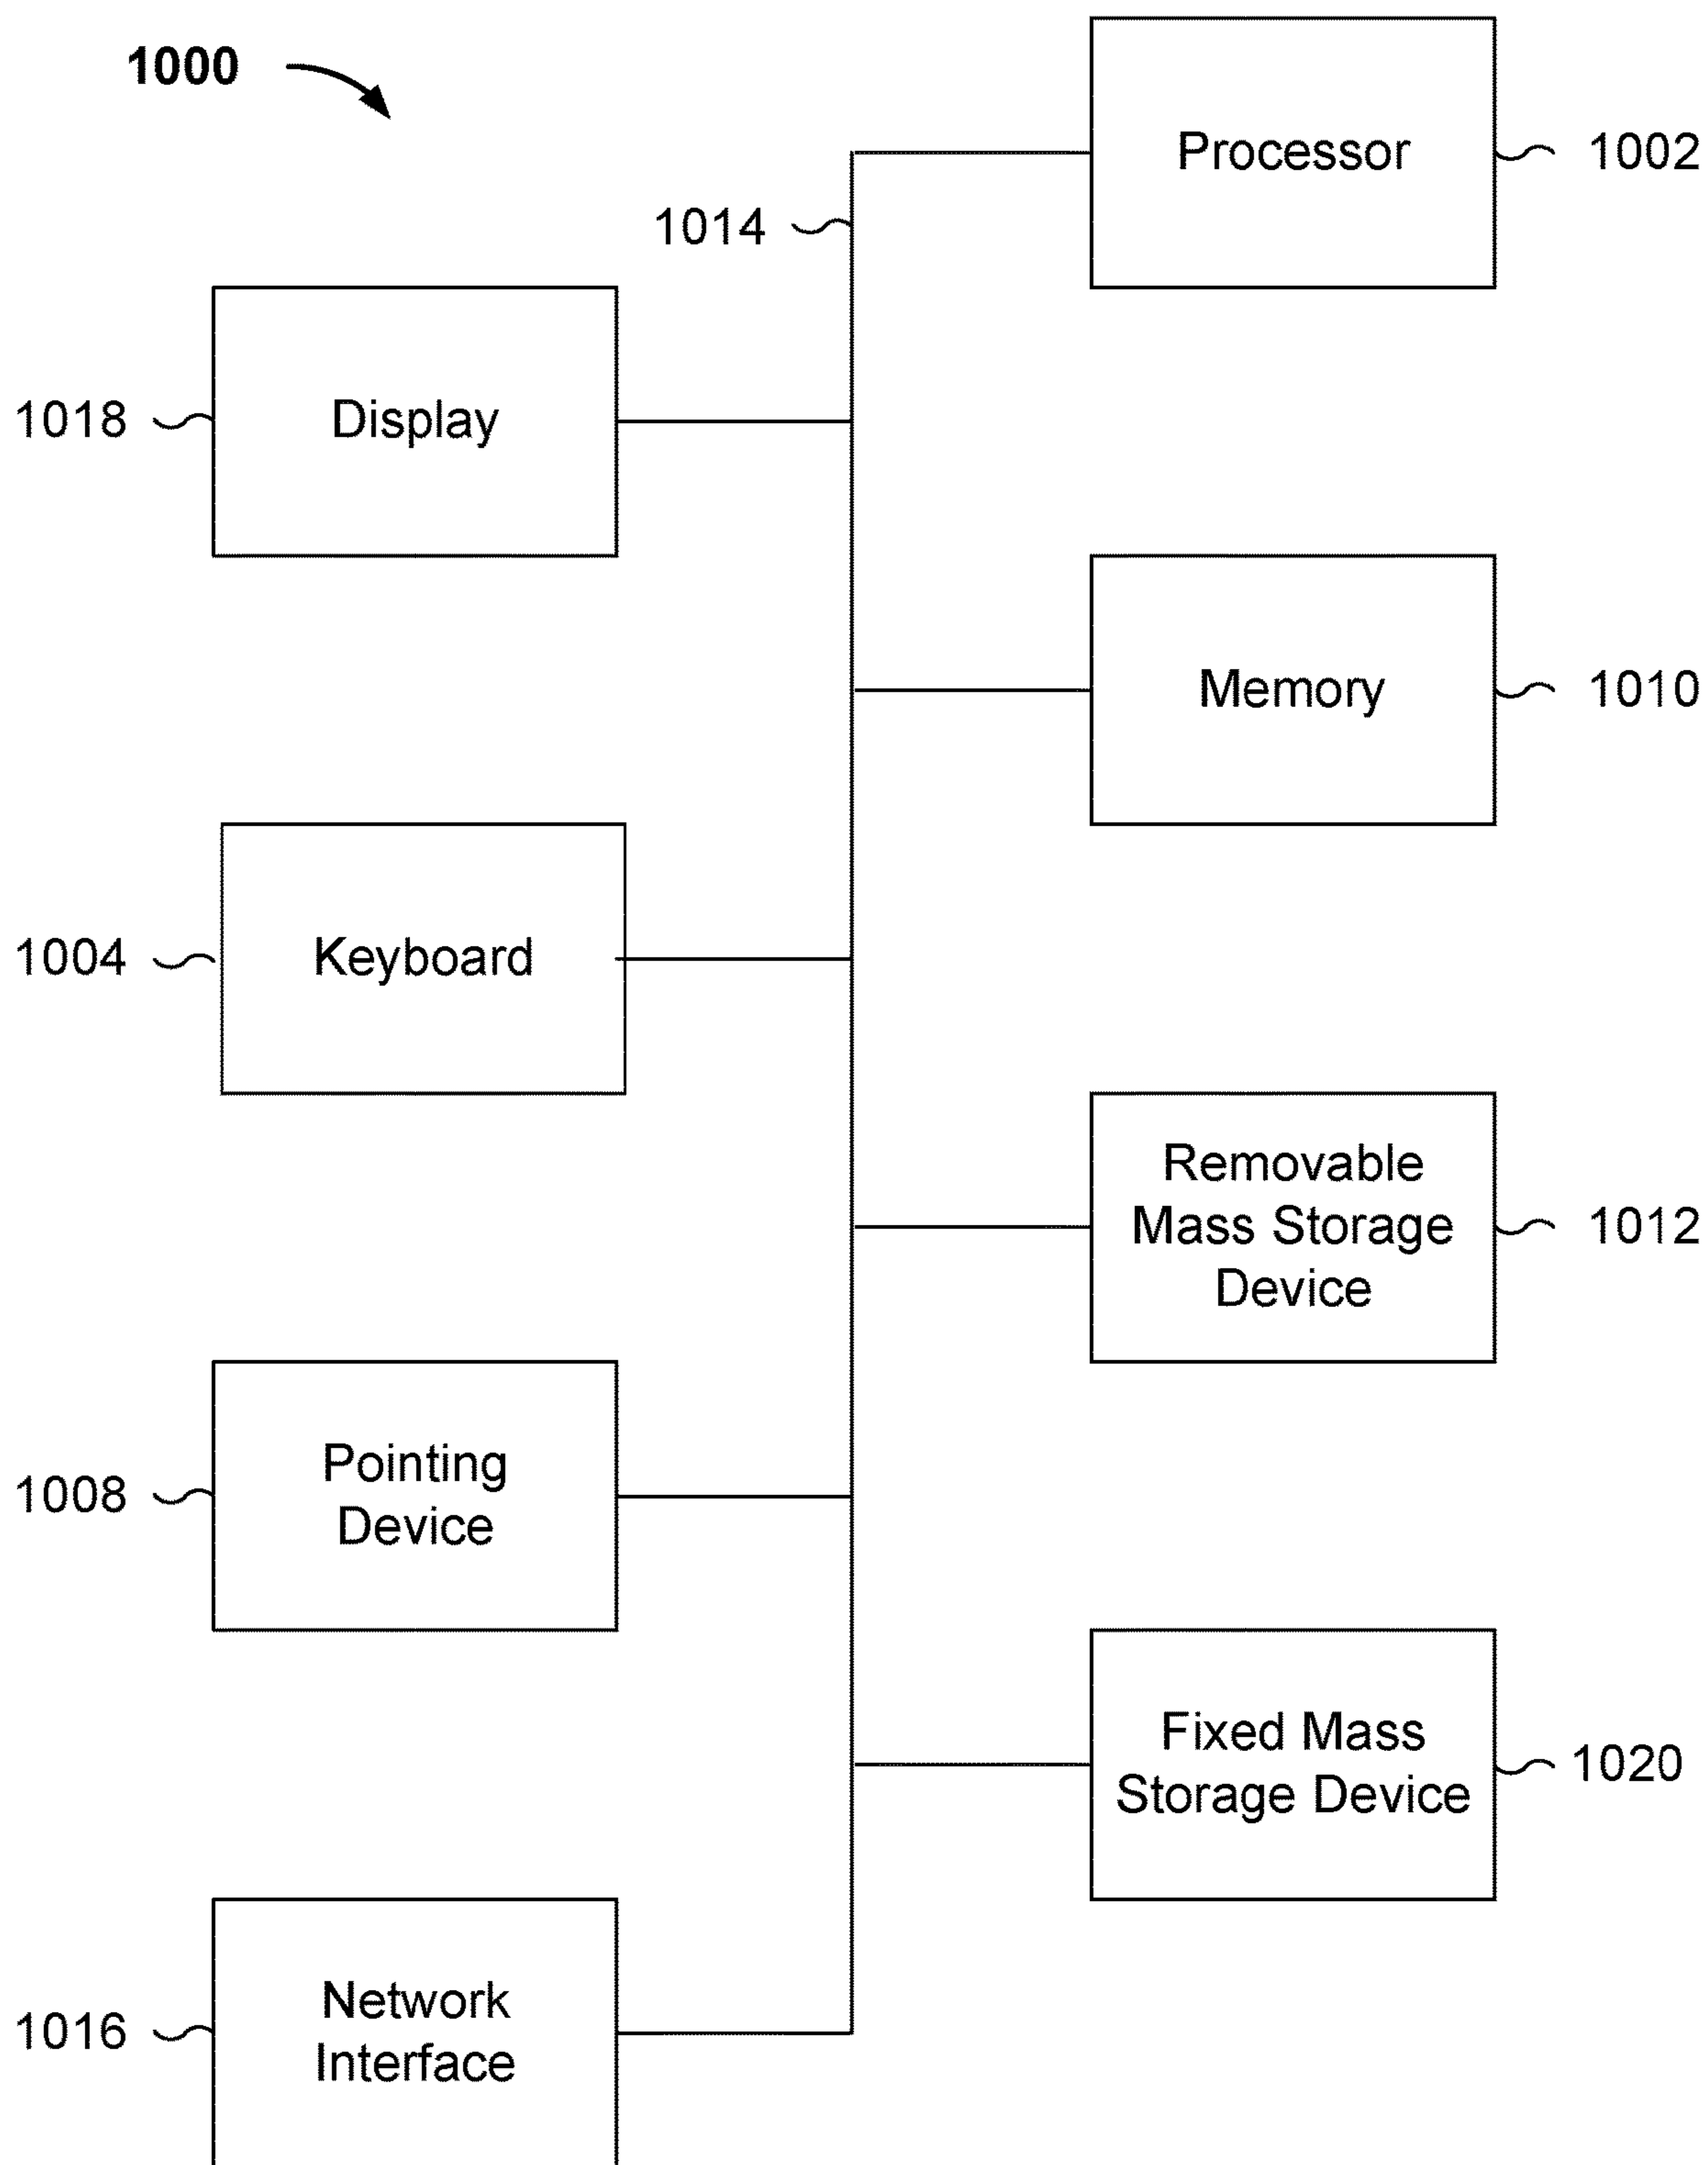 1000
Processor
1002
1014
1018
Display
Memory
1010
1004
Keyboard
Removable
Mass Storage
Device
1012
1008
Pointing
Device
Fixed Mass
Storage Device
1020
1016
Network
Interface